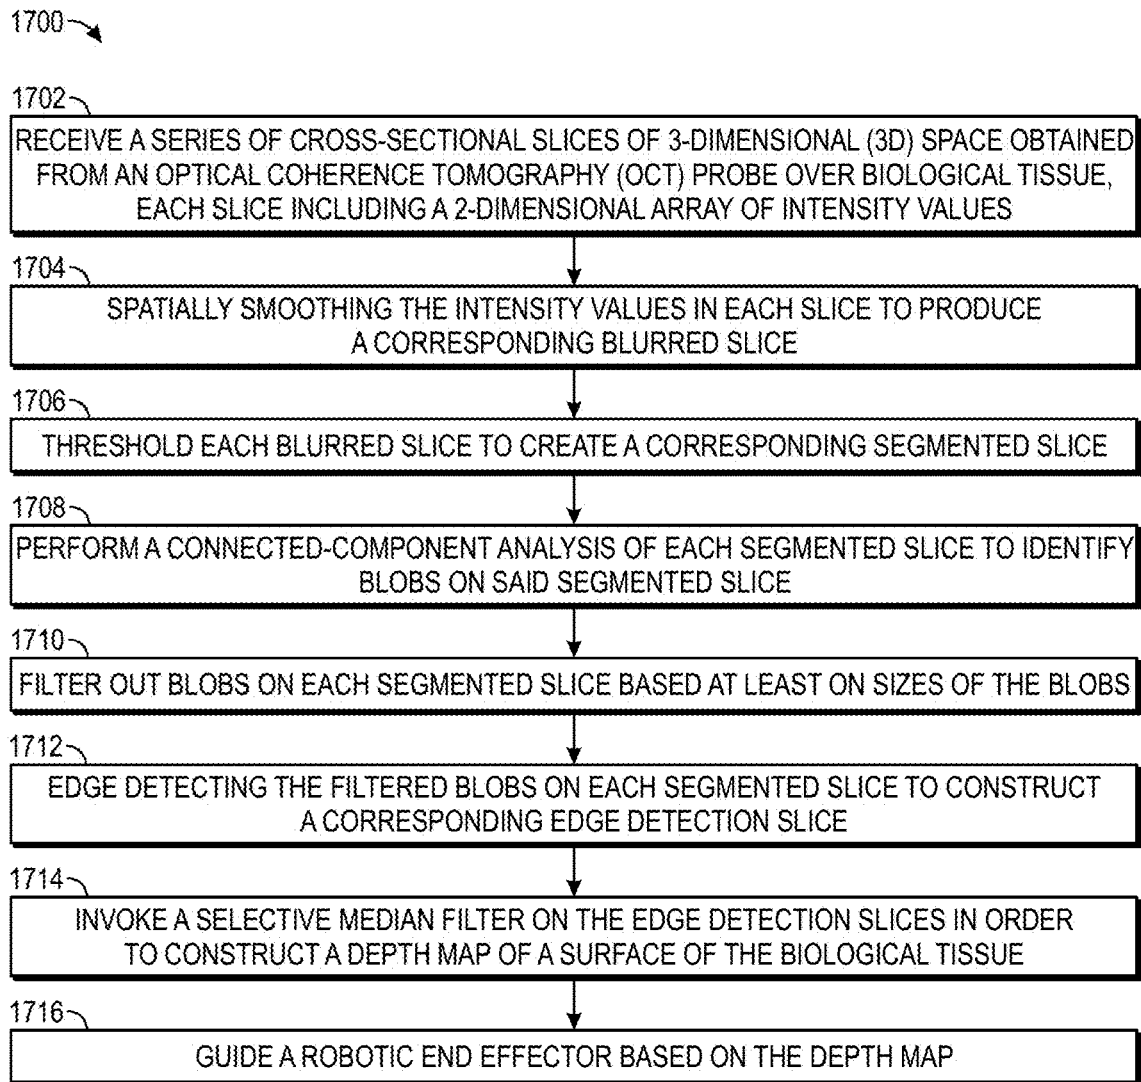 1700
1702
RECEIVE A SERIES OF CROSS-SECTIONAL SLICES OF 3-DIMENSIONAL (3D) SPACE OBTAINED
FROM AN OPTICAL COHERENCE TOMOGRAPHY (OCT) PROBE OVER BIOLOGICAL TISSUE,
EACH SLICE INCLUDING A 2-DIMENSIONAL ARRAY OF INTENSITY VALUES
1704
SPATIALLY SMOOTHING THE INTENSITY VALUES IN EACH SLICE TO PRODUCE
A CORRESPONDING BLURRED SLICE
1706
THRESHOLD EACH BLURRED SLICE TO CREATE A CORRESPONDING SEGMENTED SLICE
1708
PERFORM A CONNECTED-COMPONENT ANALYSIS OF EACH SEGMENTED SLICE TO IDENTIFY
BLOBS ON SAID SEGMENTED SLICE
1710
FILTER OUT BLOBS ON EACH SEGMENTED SLICE BASED AT LEAST ON SIZES OF THE BLOBS
1712
EDGE DETECTING THE FILTERED BLOBS ON EACH SEGMENTED SLICE TO CONSTRUCT
A CORRESPONDING EDGE DETECTION SLICE
1714
INVOKE A SELECTIVE MEDIAN FILTER ON THE EDGE DETECTION SLICES IN ORDER
TO CONSTRUCT A DEPTH MAP OF A SURFACE OF THE BIOLOGICAL TISSUE
1716
GUIDE A ROBOTIC END EFFECTOR BASED ON THE DEPTH MAP